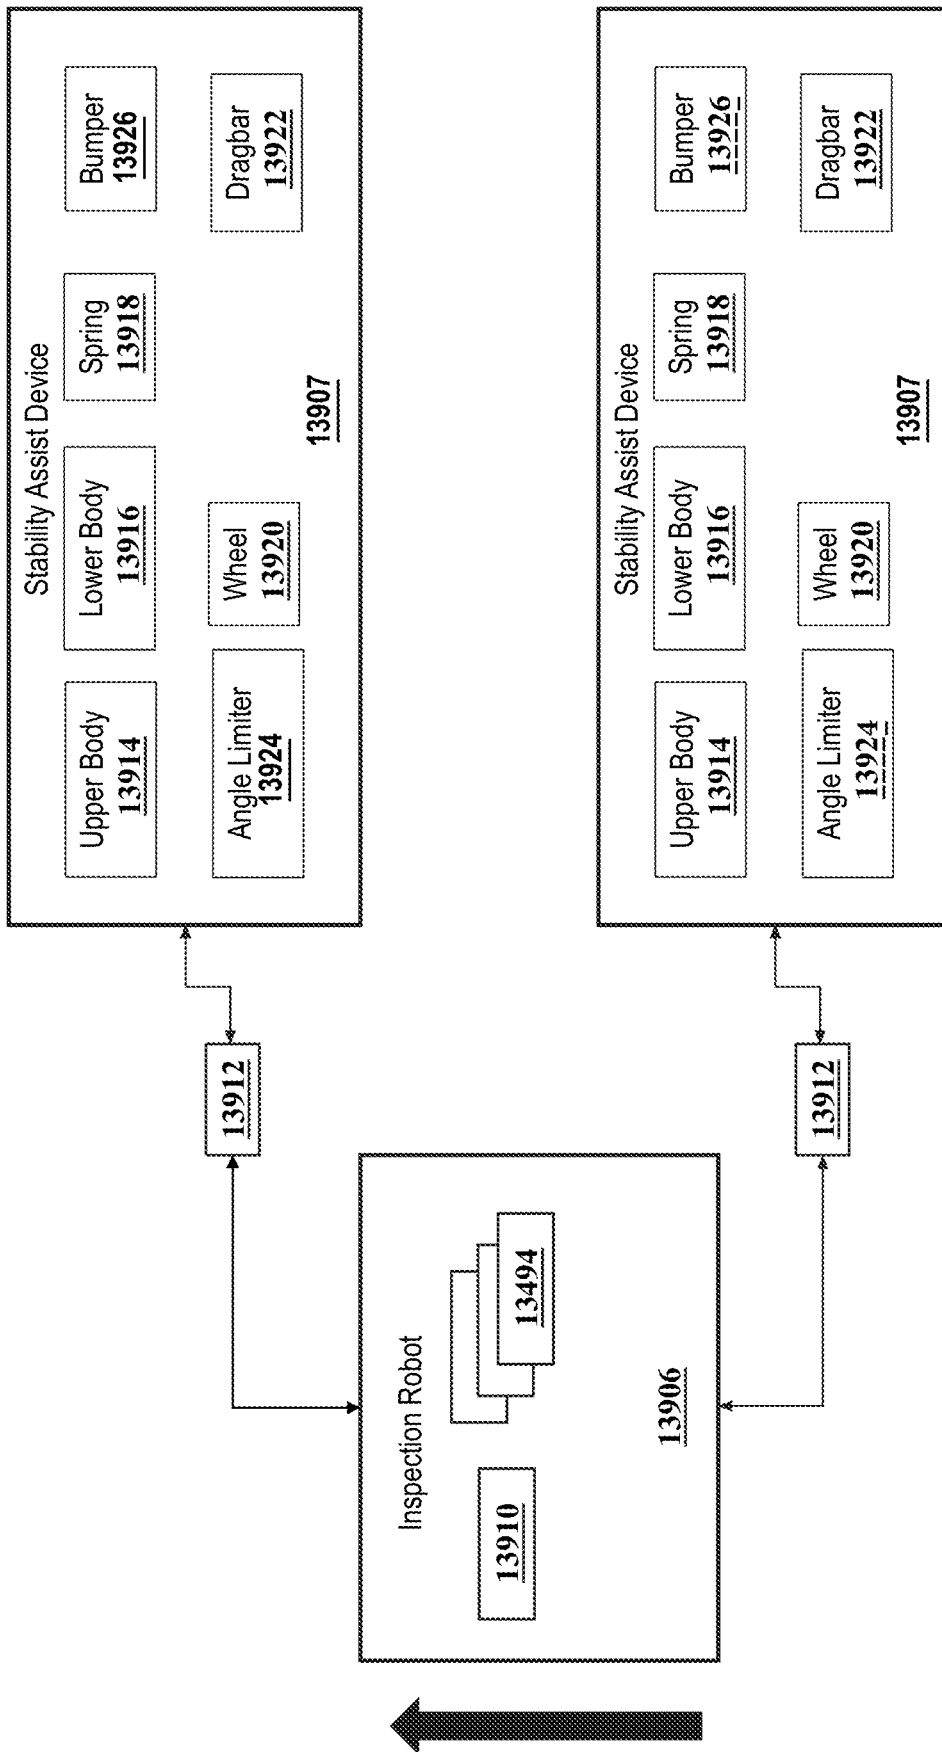 Inspection Robot
13910
13494
13906
13912
13912
Stability Assist Device
Upper Body
13914
Lower Body
13916
Spring
13918
Bumper
13926
Angle Limiter
13924
Wheel
13920
Dragbar
13922
13907
Stability Assist Device
Upper Body
13914
Lower Body
13916
Spring
13918
Bumper
13926
Angle Limiter
13924
Wheel
13920
Dragbar
13922
13907